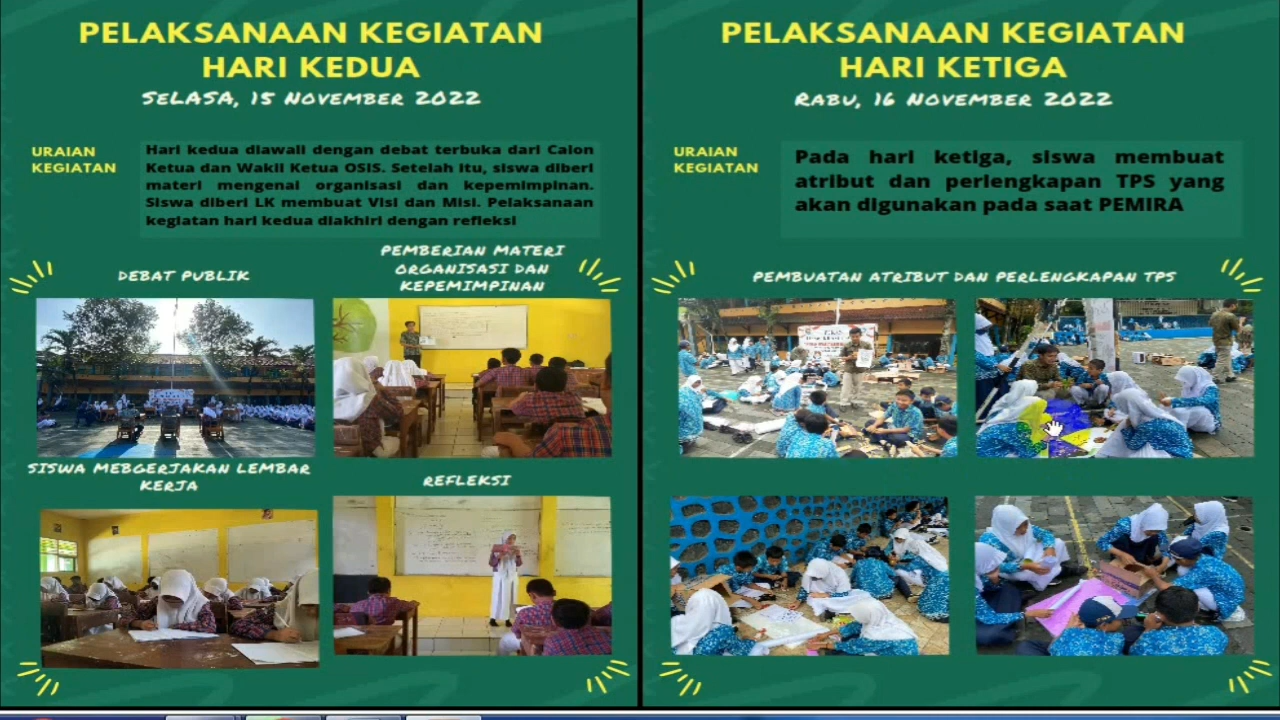 PELAKSANAAN KEGIATAN
HARI KEDUA
SELASA, 15 NOVEMBER 2022
URAIAN
KEGIATAN
Hari kedua diawali dengan debat terbuka dari Calon
Ketua dan Wakil Ketua OSIS. Setelah itu, siswa diberi
materi mengenai organisasi dan kepemimpinan.
Siswa diberi LK membuat Visi dan Misi. Pelaksanaan
kegiatan hari kedua diakhiri dengan refleksi
DEBAT PUBLIK
PEMBERIAN MATERI
ORGANISASI DAN
KEPEMIMPINAN
SISWA MEBGERJAKAN LEMBAR
KERJA
REFLEKSI
PELAKSANAAN KEGIATAN
HARI KETIGA
RABU, 16 NOVEMBER 2022
URAIAN
KEGIATAN
Pada hari ketiga, siswa membuat
atribut dan perlengkapan TPS yang
akan digunakan pada saat PEMIRA
PEMBUATAN ATRIBUT DAN PERLENGKAPAN TPS